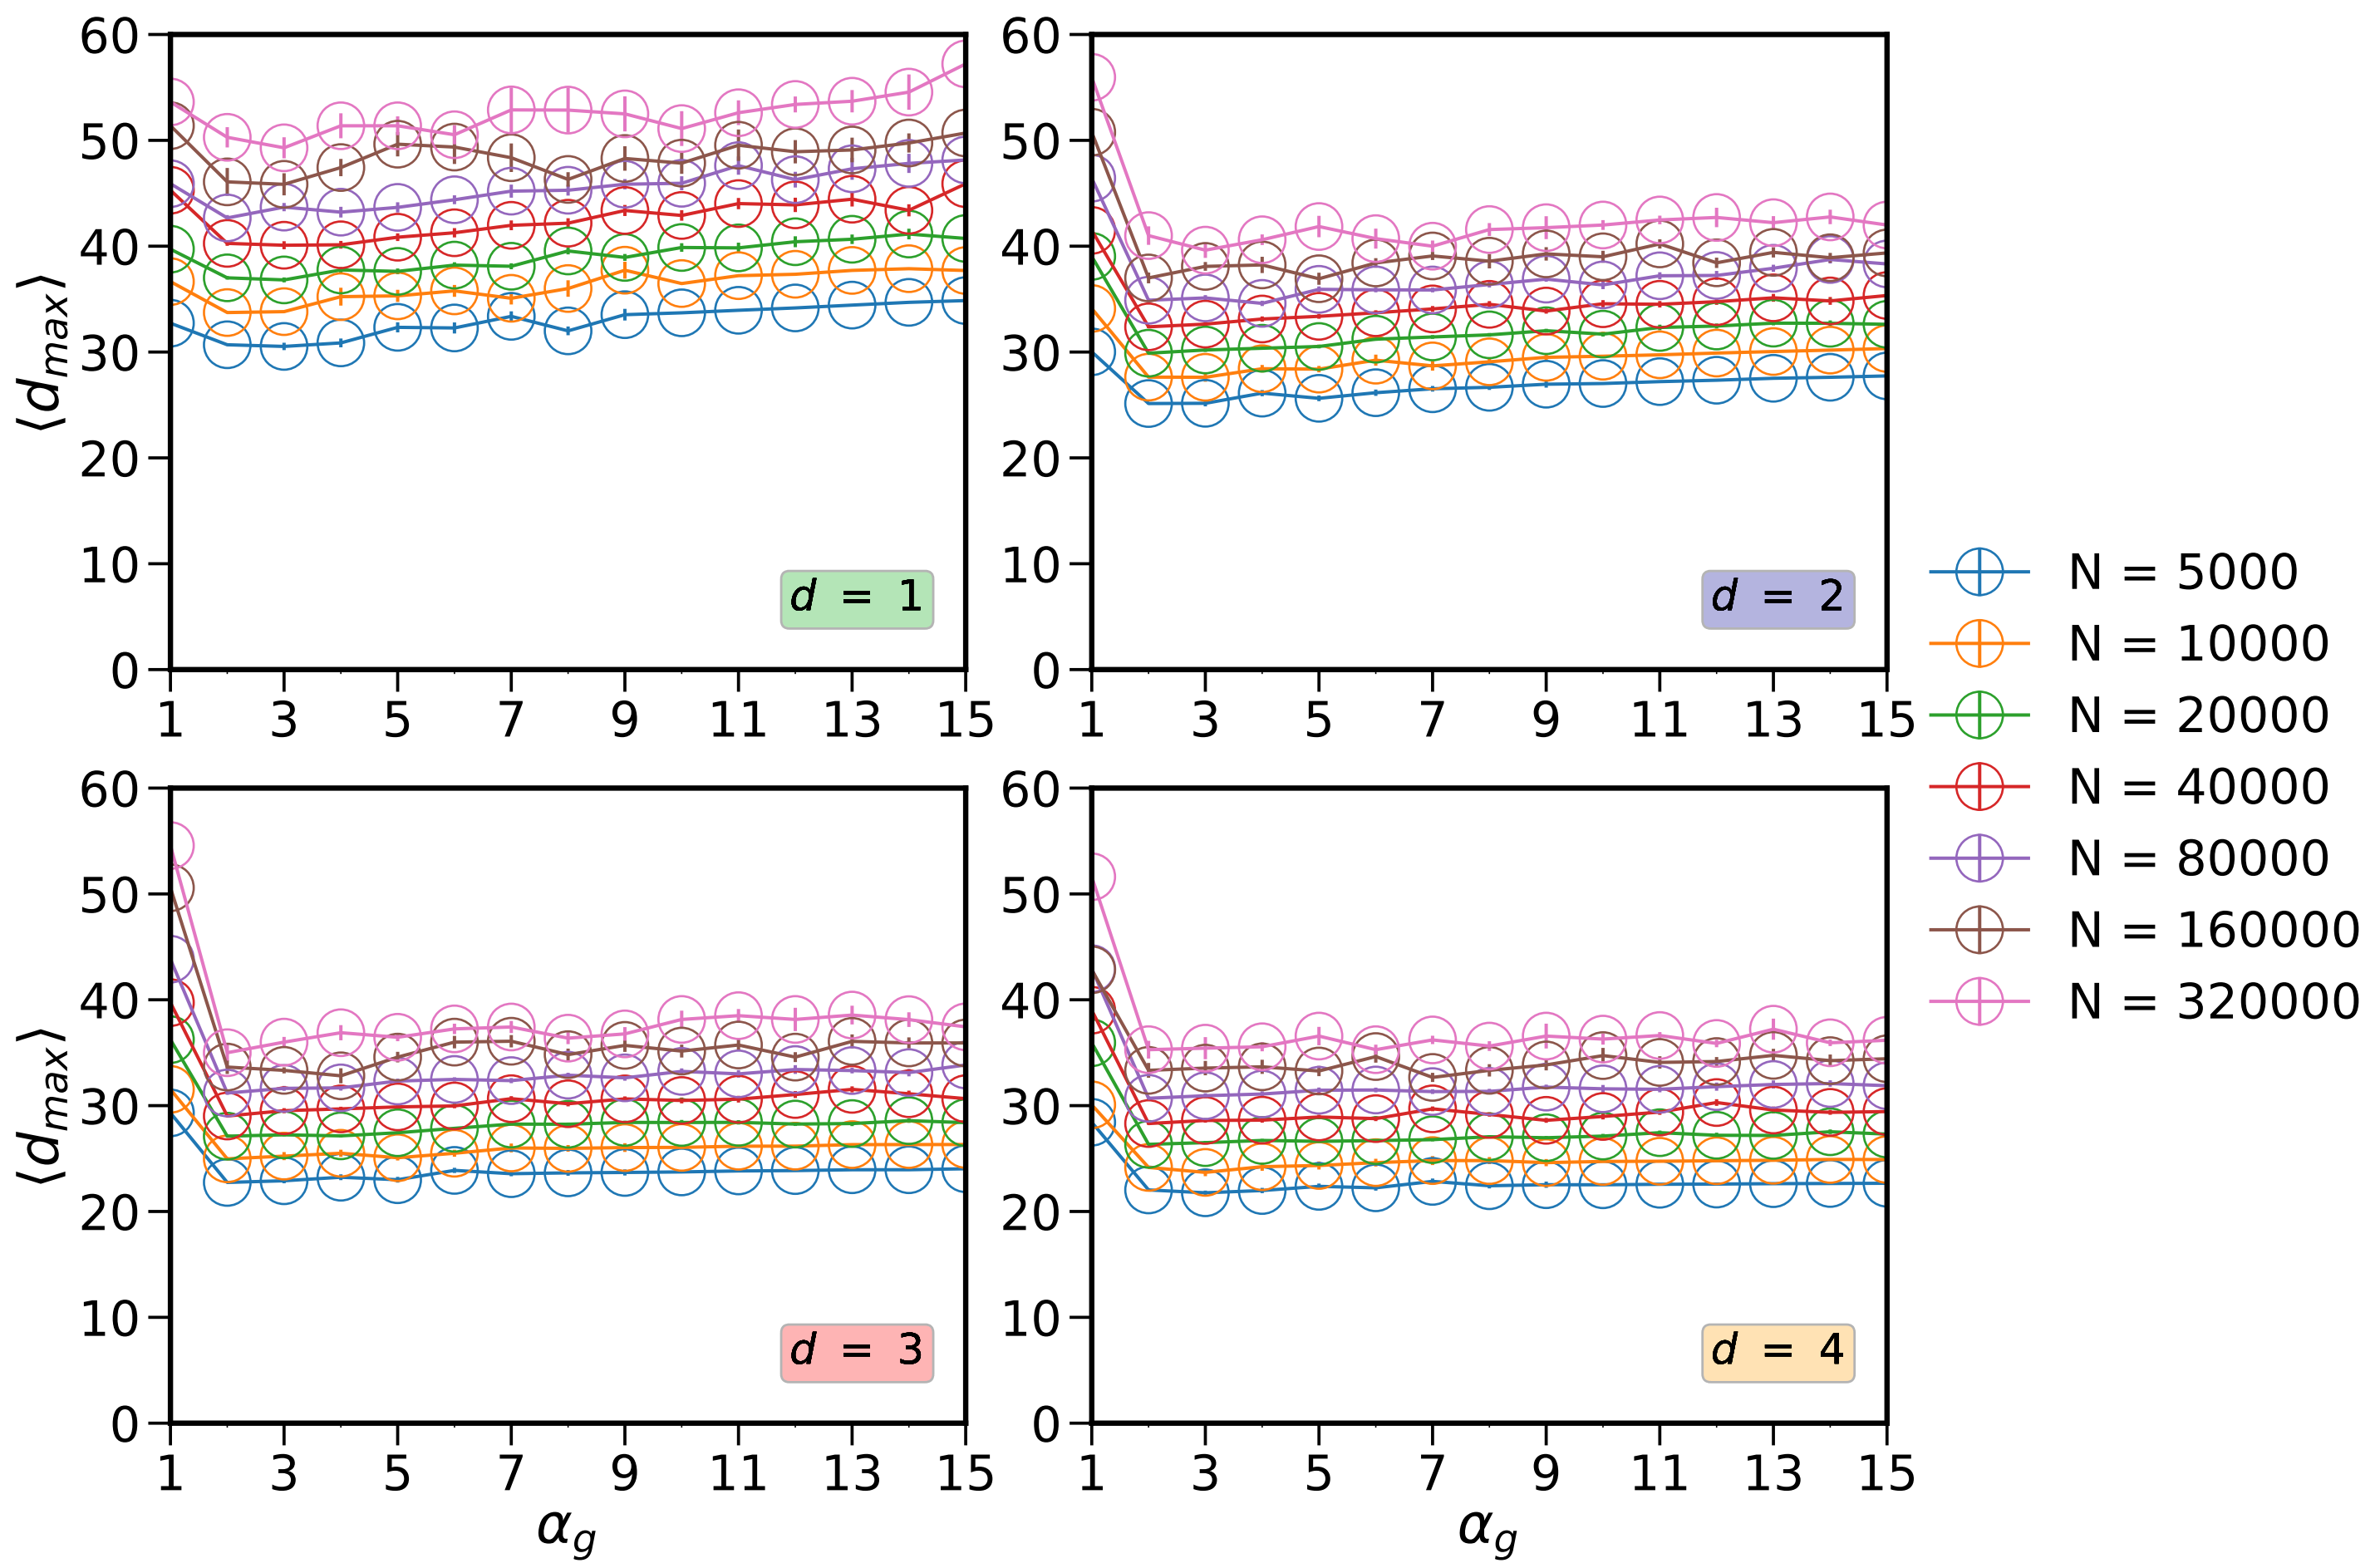 60
50
40
30
20
10
0
⟨d_max⟩
1 3 5 7 9 11 13 15
d = 1
60
50
40
30
20
10
0
1 3 5 7 9 11 13 15
d = 2
60
50
40
30
20
10
0
⟨d_max⟩
1 3 5 7 9 11 13 15
α_g
d = 3
60
50
40
30
20
10
0
1 3 5 7 9 11 13 15
α_g
d = 4
N = 5000
N = 10000
N = 20000
N = 40000
N = 80000
N = 160000
N = 320000